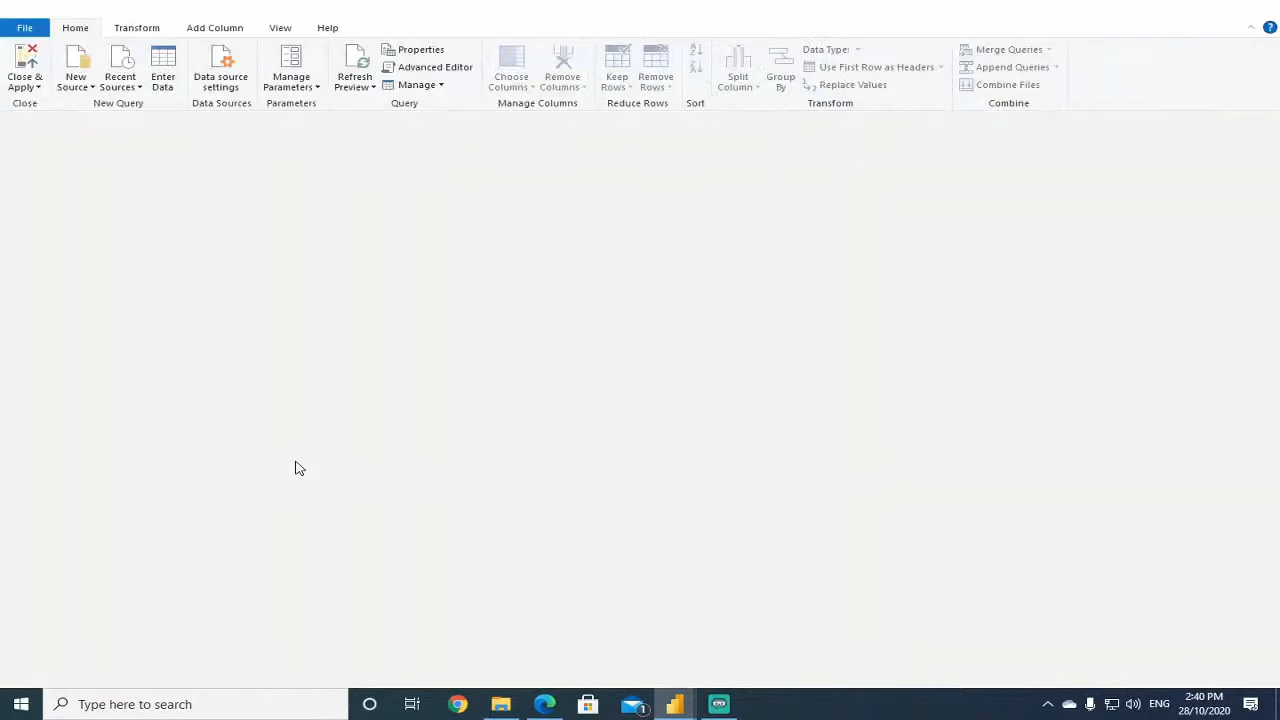 File Home Transform Add Column View Help
Close & Apply New Source Recent Sources Enter Data Data source settings Manage Parameters Refresh Preview Properties Advanced Editor Manage Choose Columns Remove Columns Keep Rows Remove Rows Split Column Group By Data Type: Use First Row as Headers Replace Values Merge Queries Append Queries Combine Files
Close New Query Data Sources Parameters Query Manage Columns Reduce Rows Sort Transform Combine
Type here to search 1 ENG 2:40 PM
28/10/2020